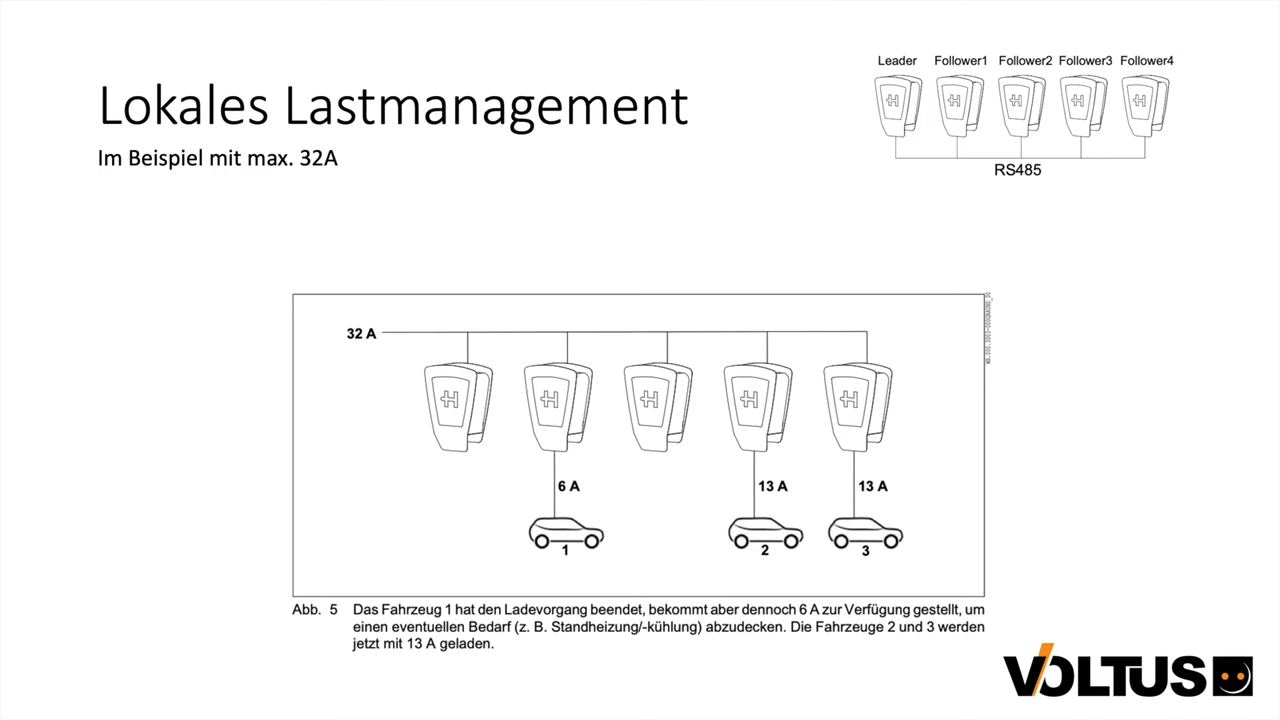 Lokales Lastmanagement
Im Beispiel mit max. 32A
Leader Follower1 Follower2 Follower3 Follower4
RS485
32 A
6 A
13 A
13 A
1
2
3
Abb. 5 Das Fahrzeug 1 hat den Ladevorgang beendet, bekommt aber dennoch 6 A zur Verfügung gestellt, um
einen eventuellen Bedarf (z. B. Standheizung/-kühlung) abzudecken. Die Fahrzeuge 2 und 3 werden
jetzt mit 13 A geladen.
VOLTUS